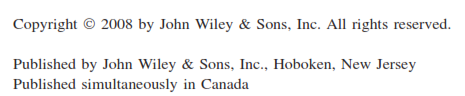 Copyright © 2008 by John Wiley & Sons, Inc. All rights reserved.
Published by John Wiley & Sons, Inc., Hoboken, New Jersey
Published simultaneously in Canada